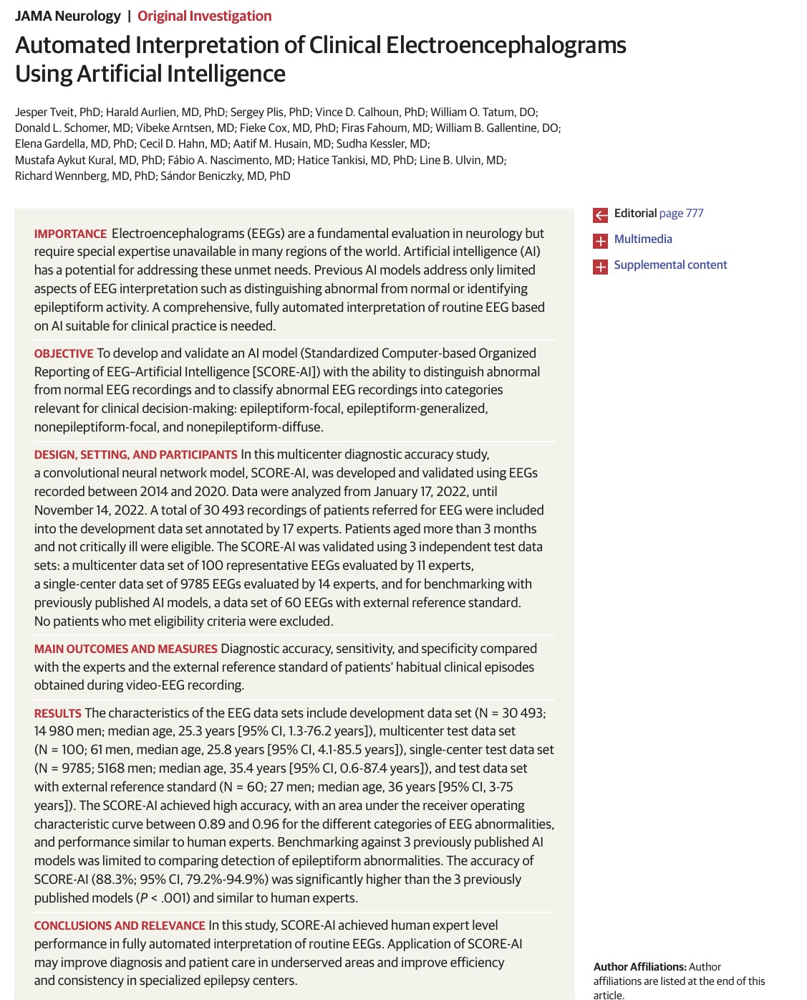 JAMA Neurology | Original Investigation
Automated Interpretation of Clinical Electroencephalograms
Using Artificial Intelligence
Jesper Tveit, PhD; Harald Aurlien, MD, PhD; Sergey Plis, PhD; Vince D. Calhoun, PhD; William O. Tatum, DO;
Donald L. Schomer, MD; Vibeke Arntsen, MD; Fieke Cox, MD, PhD; Firas Fahoum, MD; William B. Gallentine, DO;
Elena Gardella, MD, PhD; Cecil D. Hahn, MD; Aatif M. Husain, MD; Sudha Kessler, MD;
Mustafa Aykut Kural, MD, PhD; Fábio A. Nascimento, MD; Hatice Tankisi, MD, PhD; Line B. Ulvin, MD;
Richard Wennberg, MD, PhD; Sándor Beniczky, MD, PhD
IMPORTANCE Electroencephalograms (EEGs) are a fundamental evaluation in neurology but
require special expertise unavailable in many regions of the world. Artificial intelligence (AI)
has a potential for addressing these unmet needs. Previous AI models address only limited
aspects of EEG interpretation such as distinguishing abnormal from normal or identifying
epileptiform activity. A comprehensive, fully automated interpretation of routine EEG based
on AI suitable for clinical practice is needed.
OBJECTIVE To develop and validate an AI model (Standardized Computer-based Organized
Reporting of EEG–Artificial Intelligence [SCORE-AI]) with the ability to distinguish abnormal
from normal EEG recordings and to classify abnormal EEG recordings into categories
relevant for clinical decision-making: epileptiform-focal, epileptiform-generalized,
nonepileptiform-focal, and nonepileptiform-diffuse.
DESIGN, SETTING, AND PARTICIPANTS In this multicenter diagnostic accuracy study,
a convolutional neural network model, SCORE-AI, was developed and validated using EEGs
recorded between 2014 and 2020. Data were analyzed from January 17, 2022, until
November 14, 2022. A total of 30 493 recordings of patients referred for EEG were included
into the development data set annotated by 17 experts. Patients aged more than 3 months
and not critically ill were eligible. The SCORE-AI was validated using 3 independent test data
sets: a multicenter data set of 100 representative EEGs evaluated by 11 experts,
a single-center data set of 9785 EEGs evaluated by 14 experts, and for benchmarking with
previously published AI models, a data set of 60 EEGs with external reference standard.
No patients who met eligibility criteria were excluded.
MAIN OUTCOMES AND MEASURES Diagnostic accuracy, sensitivity, and specificity compared
with the experts and the external reference standard of patients’ habitual clinical episodes
obtained during video-EEG recording.
RESULTS The characteristics of the EEG data sets include development data set (N = 30 493;
14 980 men; median age, 25.3 years [95% CI, 1.3-76.2 years]), multicenter test data set
(N = 100; 61 men, median age, 25.8 years [95% CI, 4.1-85.5 years]), single-center test data set
(N = 9785; 5168 men; median age, 35.4 years [95% CI, 0.6-87.4 years]), and test data set
with external reference standard (N = 60; 27 men; median age, 36 years [95% CI, 3-75
years]). The SCORE-AI achieved high accuracy, with an area under the receiver operating
characteristic curve between 0.89 and 0.96 for the different categories of EEG abnormalities,
and performance similar to human experts. Benchmarking against 3 previously published AI
models was limited to comparing detection of epileptiform abnormalities. The accuracy of
SCORE-AI (88.3%; 95% CI, 79.2%-94.9%) was significantly higher than the 3 previously
published models (P < .001) and similar to human experts.
CONCLUSIONS AND RELEVANCE In this study, SCORE-AI achieved human expert level
performance in fully automated interpretation of routine EEGs. Application of SCORE-AI
may improve diagnosis and patient care in underserved areas and improve efficiency
and consistency in specialized epilepsy centers.
Editorial page 777
Multimedia
Supplemental content
Author Affiliations: Author
affiliations are listed at the end of this
article.